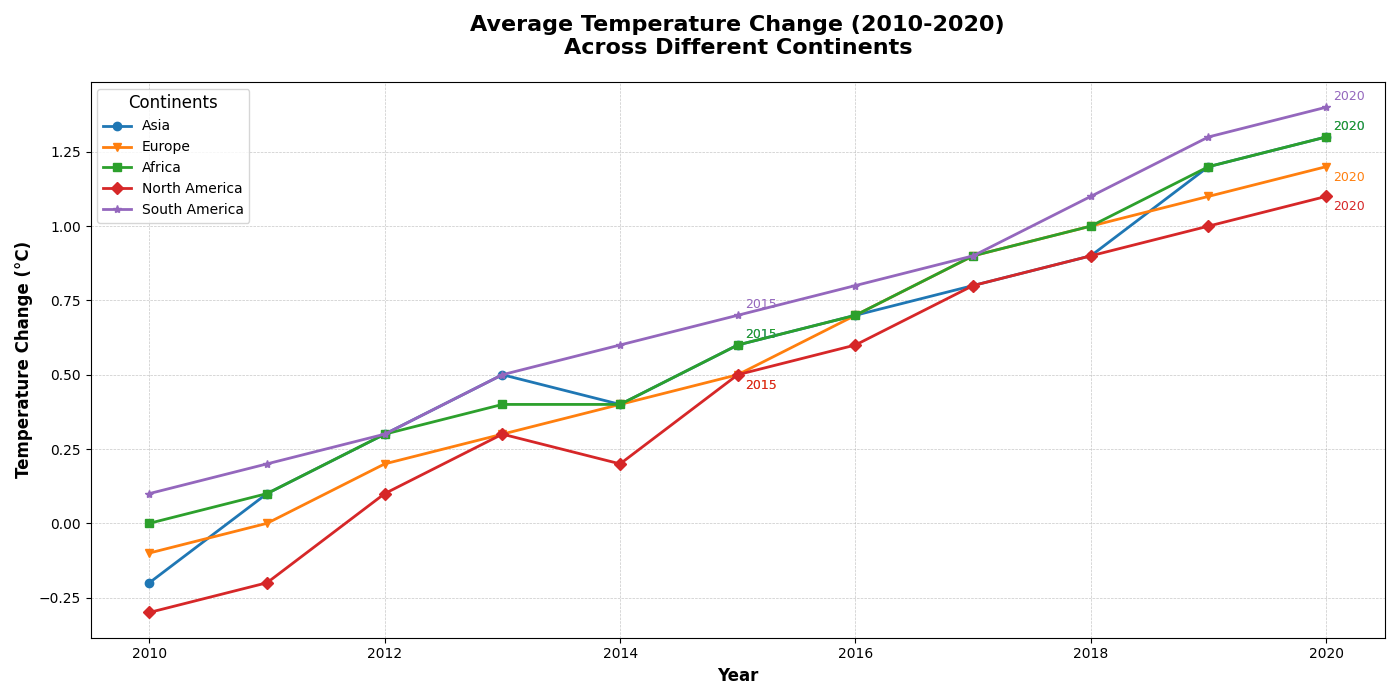 Average Temperature Change (2010-2020)
Across Different Continents
Continents
Asia
Europe
Africa
North America
South America
Temperature Change (°C)
1.25
1.00
0.75
0.50
0.25
0.00
−0.25
2020
2020
2020
2020
2015
2015
2015
2010
2012
2014
2016
2018
2020
Year